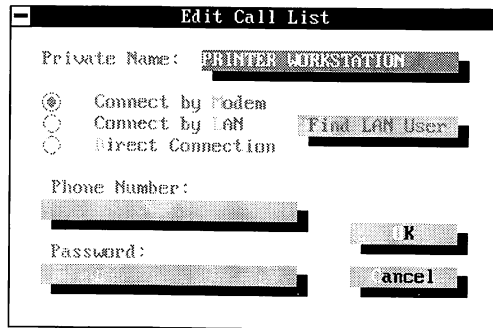 Edit Call List
Private Name: PRINTER WORKSTATION
Connect by Modem
Connect by LAN
Find LAN User
Direct Connection
Phone Number:
OK
Password:
Cancel